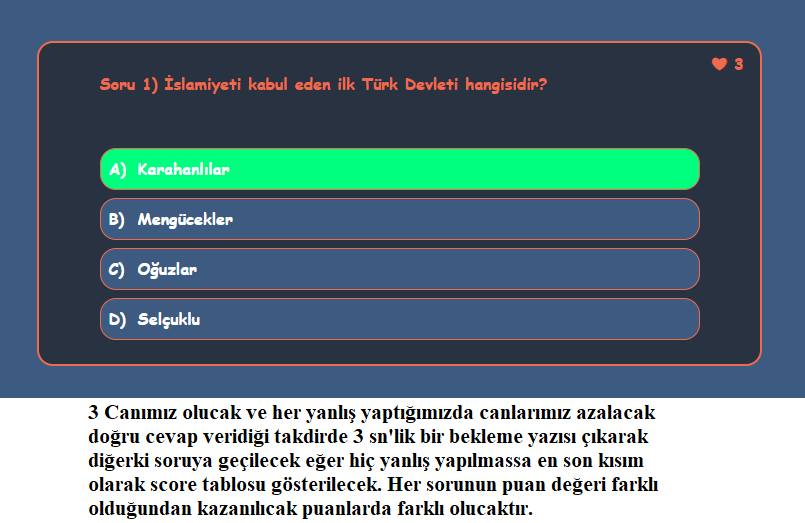 3
Soru 1) İslamiyeti kabul eden ilk Türk Devleti hangisidir?
A) Karahanlılar
B) Mengücekler
C) Oğuzlar
D) Selçuklu
3 Canımız olucak ve her yanlış yaptığımızda canlarımız azalacak
doğru cevap veridiği takdirde 3 sn'lik bir bekleme yazısı çıkarak
diğerki soruya geçilecek eğer hiç yanlış yapılmassa en son kısım
olarak score tablosu gösterilecek. Her sorunun puan değeri farklı
olduğundan kazanılıcak puanlarda farklı olucaktır.